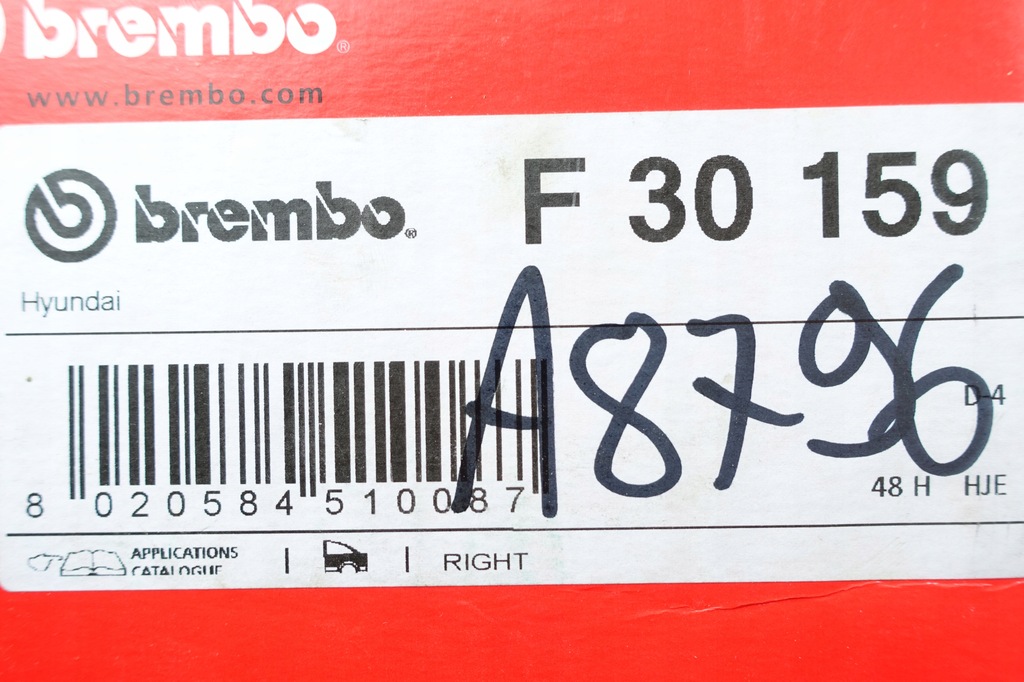 brembo®
www.brembo.com
brembo® F 30 159
Hyundai
A8796
D-4
48 H HJE
8 020584 510087
APPLICATIONS
CATALOGUE
| | RIGHT